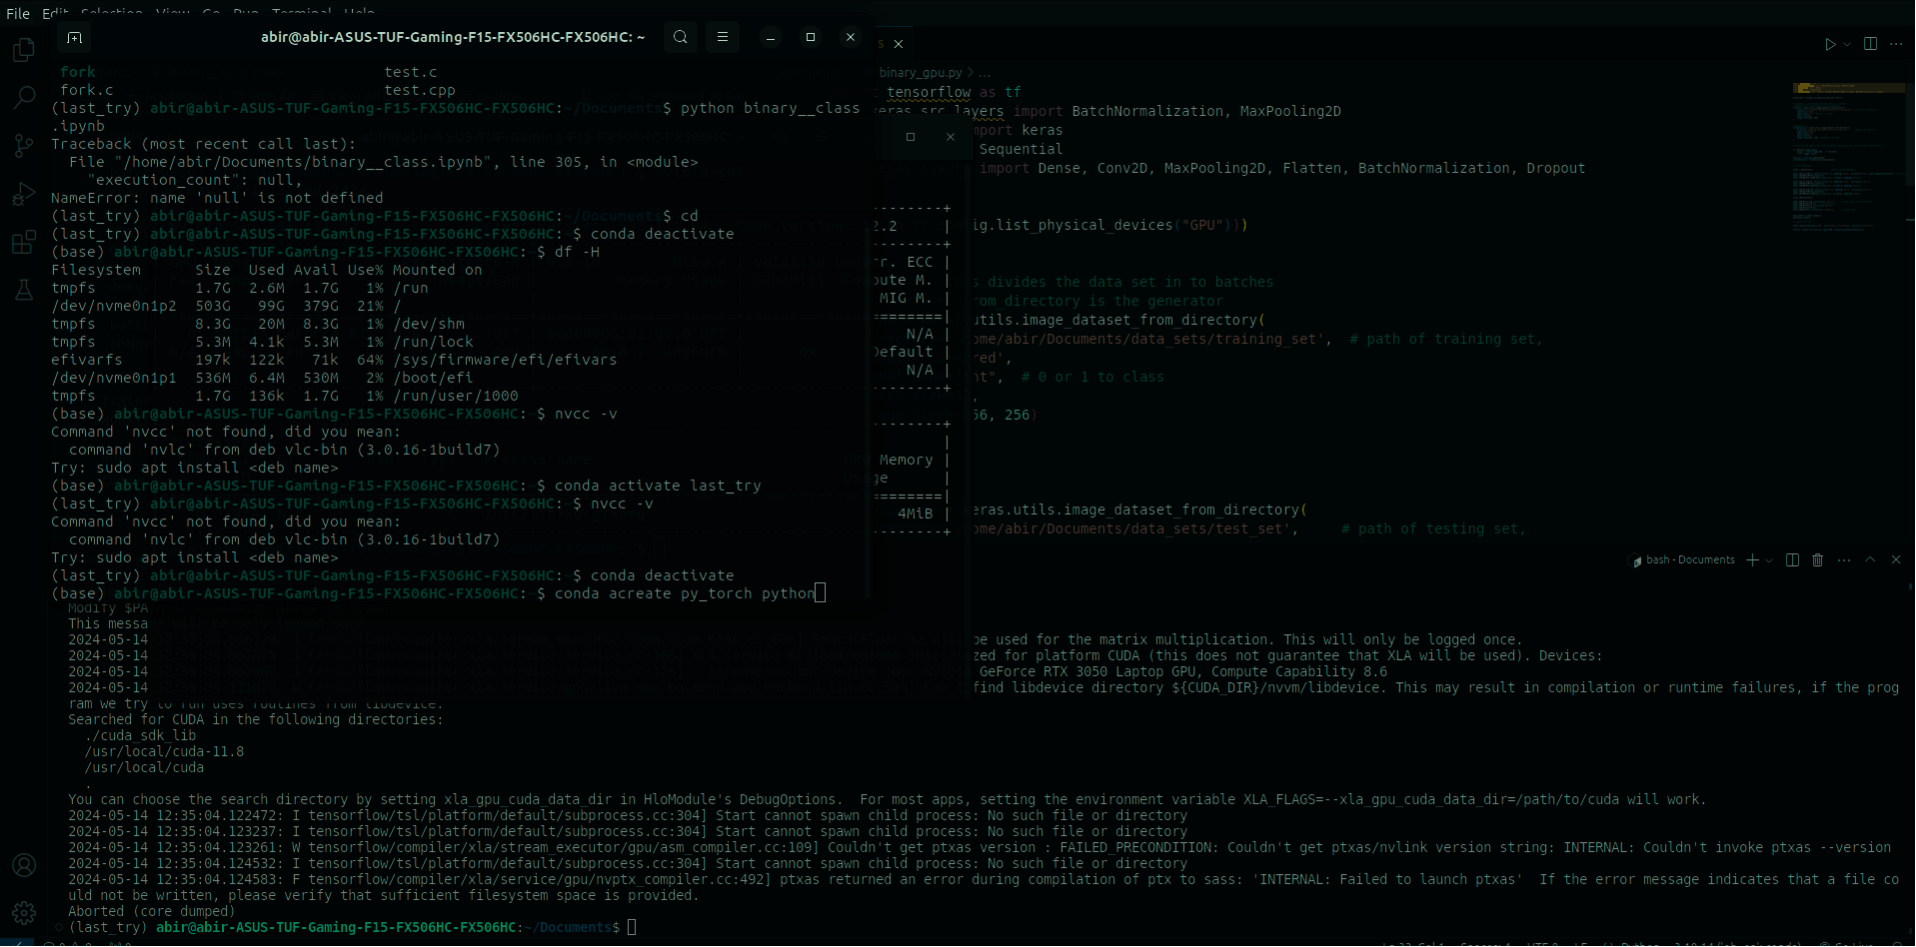 File Edit Selection View Go Run Terminal Help
abir@abir-ASUS-TUF-Gaming-F15-FX506HC-FX506HC: ~
fork test.c
fork.c test.cpp
(last_try) abir@abir-ASUS-TUF-Gaming-F15-FX506HC-FX506HC:~/Documents$ python binary__class
.ipynb
Traceback (most recent call last):
File "/home/abir/Documents/binary__class.ipynb", line 305, in <module>
"execution_count": null,
NameError: name 'null' is not defined
(last_try) abir@abir-ASUS-TUF-Gaming-F15-FX506HC-FX506HC:~/Documents$ cd
(last_try) abir@abir-ASUS-TUF-Gaming-F15-FX506HC-FX506HC:~$ conda deactivate
(base) abir@abir-ASUS-TUF-Gaming-F15-FX506HC-FX506HC:~$ df -H
Filesystem Size Used Avail Use% Mounted on
tmpfs 1.7G 2.6M 1.7G 1% /run
/dev/nvme0n1p2 503G 99G 379G 21% /
tmpfs 8.3G 20M 8.3G 1% /dev/shm
tmpfs 5.3M 4.1k 5.3M 1% /run/lock
efivarfs 197k 122k 71k 64% /sys/firmware/efi/efivars
/dev/nvme0n1p1 536M 6.4M 530M 2% /boot/efi
tmpfs 1.7G 136k 1.7G 1% /run/user/1000
(base) abir@abir-ASUS-TUF-Gaming-F15-FX506HC-FX506HC:~$ nvcc -v
Command 'nvcc' not found, did you mean:
command 'nvlc' from deb vlc-bin (3.0.16-1build7)
Try: sudo apt install <deb name>
(base) abir@abir-ASUS-TUF-Gaming-F15-FX506HC-FX506HC:~$ conda activate last_try
(last_try) abir@abir-ASUS-TUF-Gaming-F15-FX506HC-FX506HC:~$ nvcc -v
Command 'nvcc' not found, did you mean:
command 'nvlc' from deb vlc-bin (3.0.16-1build7)
Try: sudo apt install <deb name>
(last_try) abir@abir-ASUS-TUF-Gaming-F15-FX506HC-FX506HC:~$ conda deactivate
(base) abir@abir-ASUS-TUF-Gaming-F15-FX506HC-FX506HC:~$ conda acreate py_torch python
binary_gpu.py > ...
tensorflow as tf
keras.src.layers import BatchNormalization, MaxPooling2D
import keras
Sequential
import Dense, Conv2D, MaxPooling2D, Flatten, BatchNormalization, Dropout
ig.list_physical_devices("GPU")))
s divides the data set in to batches
rom directory is the generator
utils.image_dataset_from_directory(
ome/abir/Documents/data_sets/training_set', # path of training set,
red',
nt", # 0 or 1 to class
56, 256)
eras.utils.image_dataset_from_directory(
ome/abir/Documents/data_sets/test_set', # path of testing set,
2.2 |
rr. ECC |
ute M. |
MIG M. |
N/A |
Default |
N/A |
Memory |
ge |
4MiB |
bash - Documents
Modify $PA
This messa
2024-05-14 be used for the matrix multiplication. This will only be logged once.
2024-05-14 zed for platform CUDA (this does not guarantee that XLA will be used). Devices:
2024-05-14 GeForce RTX 3050 Laptop GPU, Compute Capability 8.6
2024-05-14 find libdevice directory ${CUDA_DIR}/nvvm/libdevice. This may result in compilation or runtime failures, if the prog
ram we try to run uses routines from libdevice.
Searched for CUDA in the following directories:
./cuda_sdk_lib
/usr/local/cuda-11.8
/usr/local/cuda
.
You can choose the search directory by setting xla_gpu_cuda_data_dir in HloModule's DebugOptions. For most apps, setting the environment variable XLA_FLAGS=--xla_gpu_cuda_data_dir=/path/to/cuda will work.
2024-05-14 12:35:04.122472: I tensorflow/tsl/platform/default/subprocess.cc:304] Start cannot spawn child process: No such file or directory
2024-05-14 12:35:04.123237: I tensorflow/tsl/platform/default/subprocess.cc:304] Start cannot spawn child process: No such file or directory
2024-05-14 12:35:04.123261: W tensorflow/compiler/xla/stream_executor/gpu/asm_compiler.cc:109] Couldn't get ptxas version : FAILED_PRECONDITION: Couldn't get ptxas/nvlink version string: INTERNAL: Couldn't invoke ptxas --version
2024-05-14 12:35:04.124532: I tensorflow/tsl/platform/default/subprocess.cc:304] Start cannot spawn child process: No such file or directory
2024-05-14 12:35:04.124583: F tensorflow/compiler/xla/service/gpu/nvptx_compiler.cc:492] ptxas returned an error during compilation of ptx to sass: 'INTERNAL: Failed to launch ptxas' If the error message indicates that a file co
uld not be written, please verify that sufficient filesystem space is provided.
Aborted (core dumped)
(last_try) abir@abir-ASUS-TUF-Gaming-F15-FX506HC-FX506HC:~/Documents$